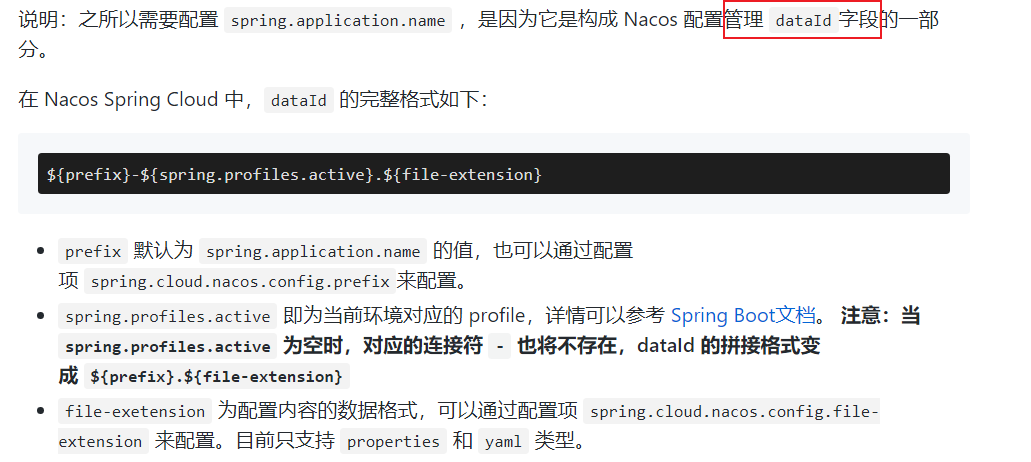 说明：之所以需要配置 spring.application.name ，是因为它是构成 Nacos 配置管理 dataId 字段的一部
分。
在 Nacos Spring Cloud 中，dataId 的完整格式如下：
${prefix}-${spring.profiles.active}.${file-extension}
• prefix 默认为 spring.application.name 的值，也可以通过配置
项 spring.cloud.nacos.config.prefix来配置。
• spring.profiles.active 即为当前环境对应的 profile，详情可以参考 Spring Boot文档。 注意：当
spring.profiles.active 为空时，对应的连接符 - 也将不存在，dataId 的拼接格式变
成 ${prefix}.${file-extension}
• file-exetension 为配置内容的数据格式，可以通过配置项 spring.cloud.nacos.config.file-
extension 来配置。目前只支持 properties 和 yaml 类型。